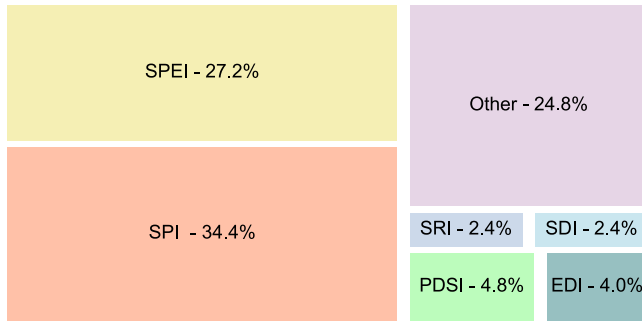 SPEI - 27.2%
Other - 24.8%
SPI - 34.4%
SRI - 2.4%
SDI - 2.4%
PDSI - 4.8%
EDI - 4.0%